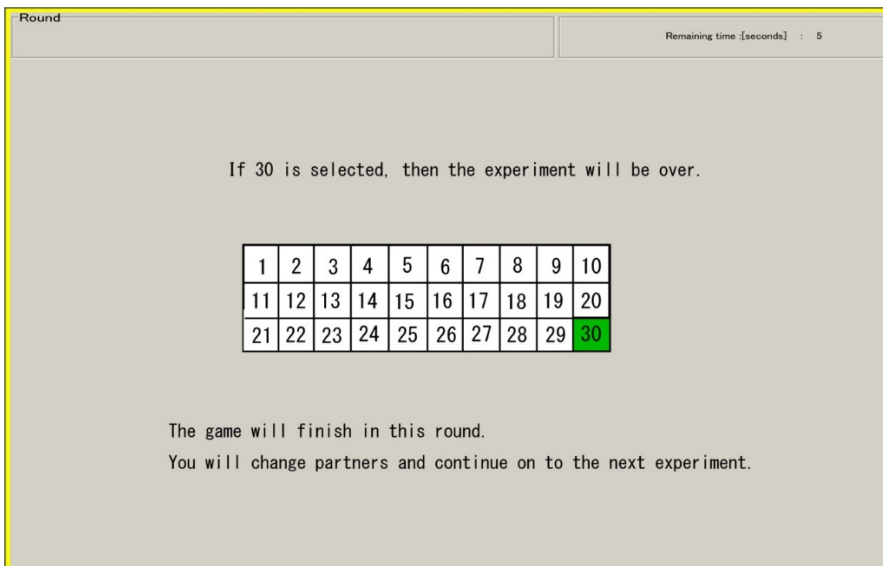 Round
Remaining time :[seconds] : 5
If 30 is selected, then the experiment will be over.
1 2 3 4 5 6 7 8 9 10
11 12 13 14 15 16 17 18 19 20
21 22 23 24 25 26 27 28 29 30
The game will finish in this round.
You will change partners and continue on to the next experiment.